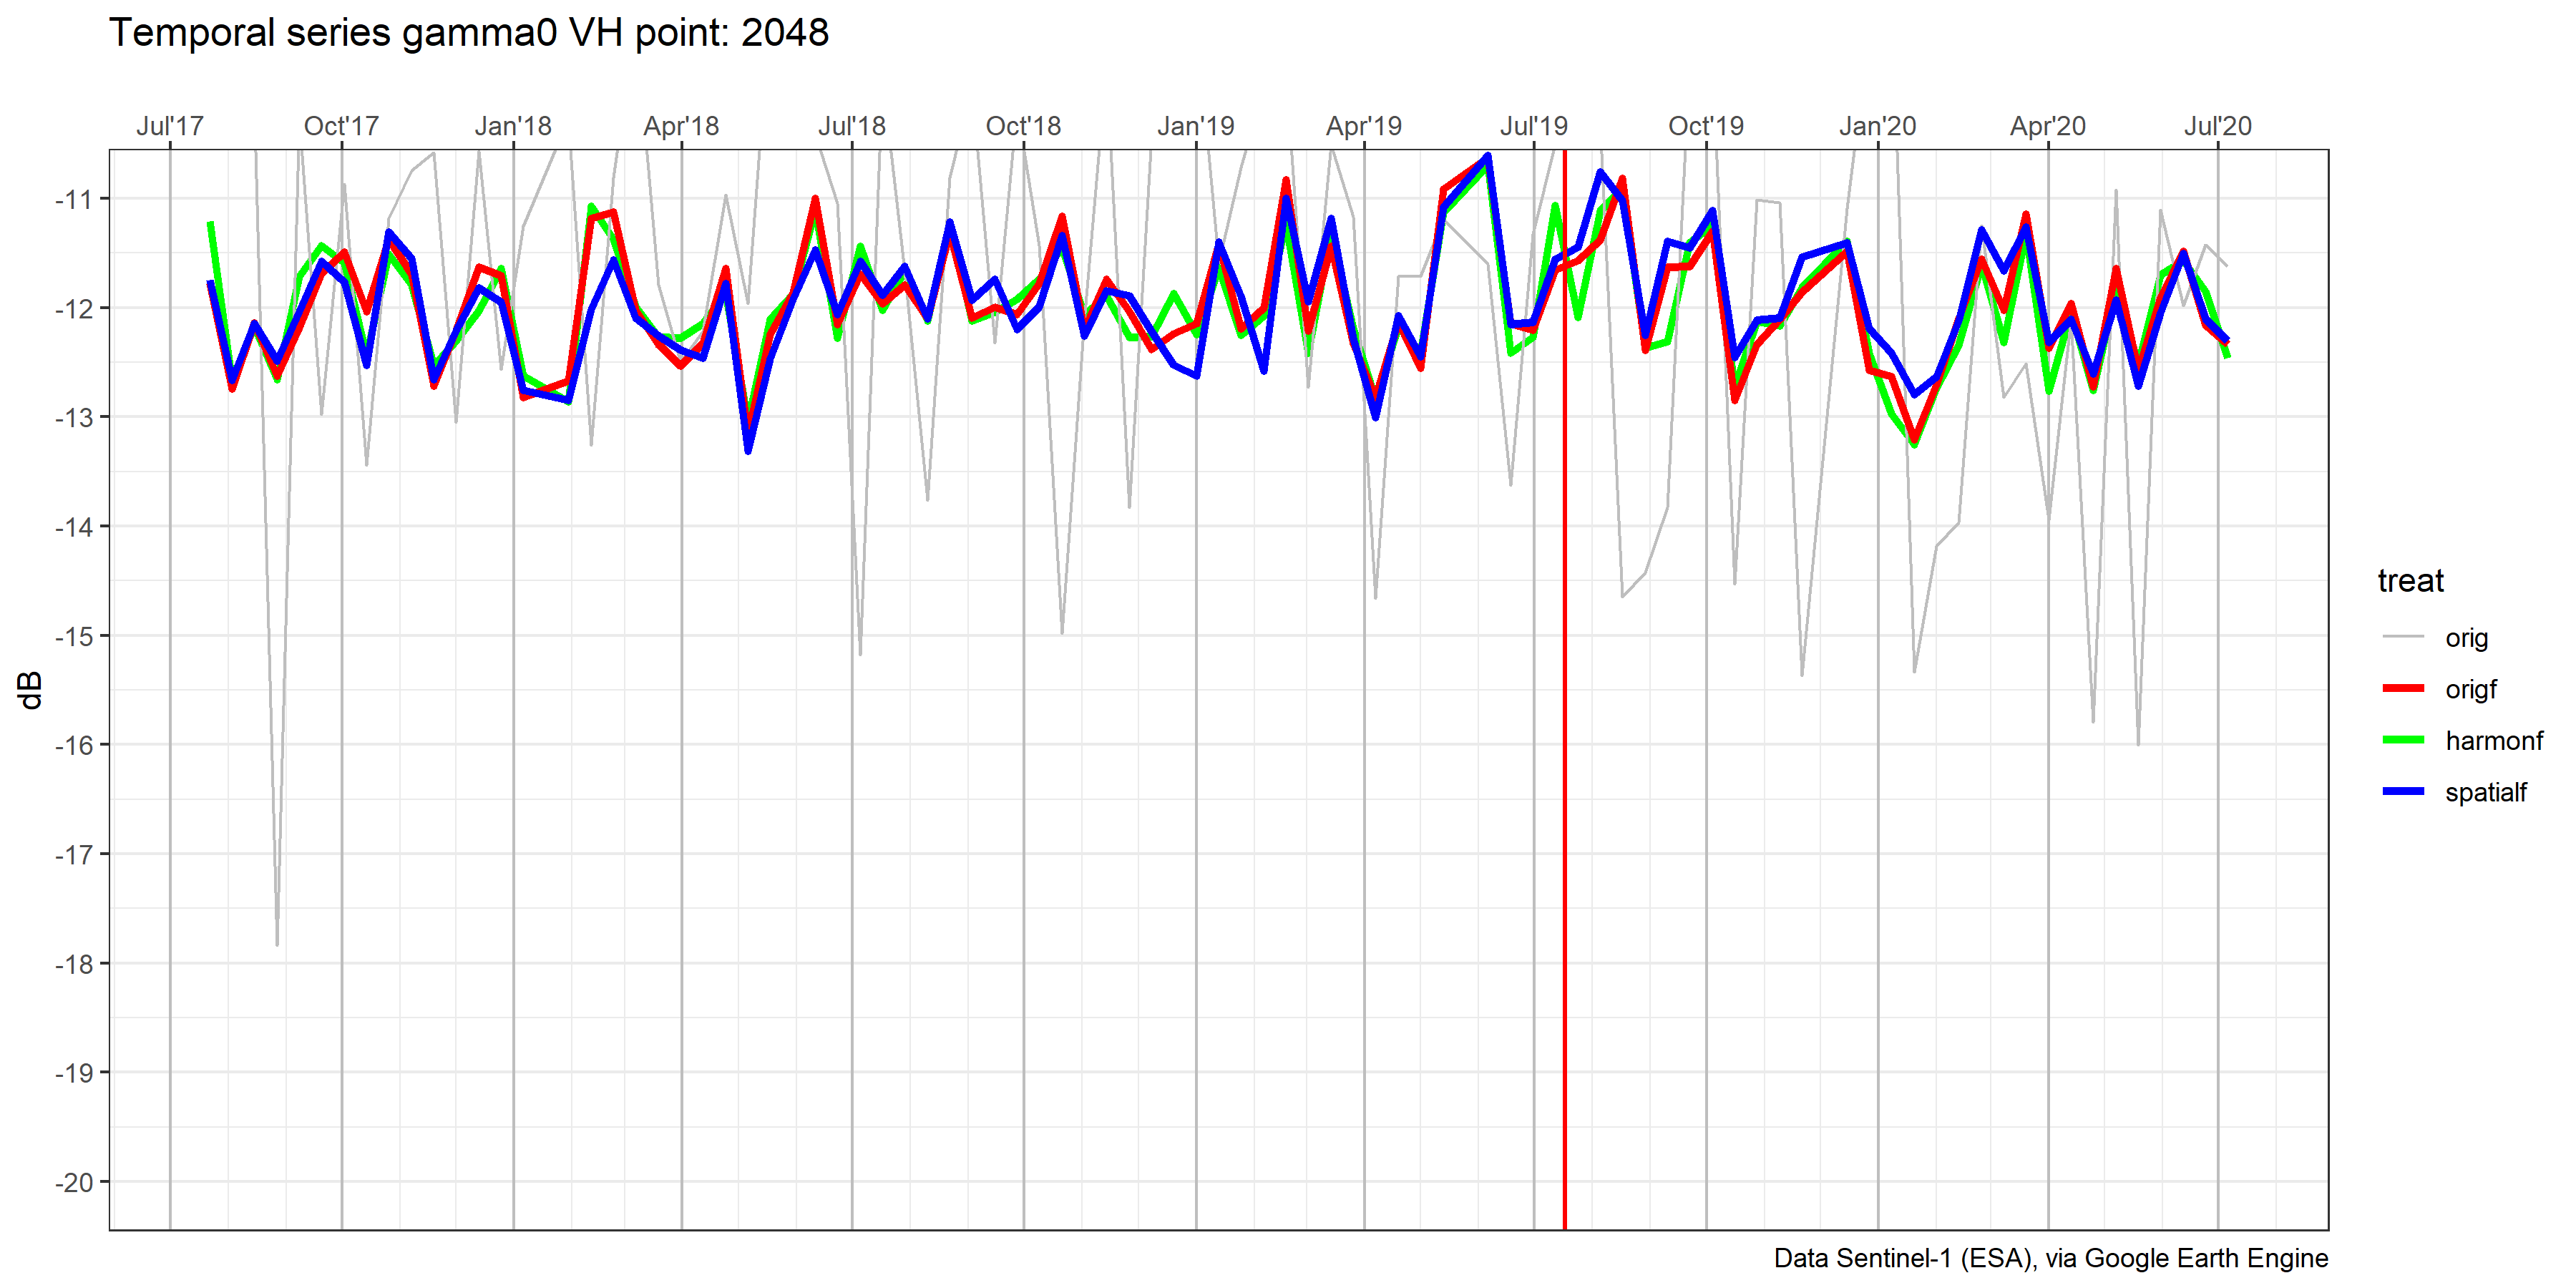 Temporal series gamma0 VH point: 2048
Jul'17 Oct'17 Jan'18 Apr'18 Jul'18 Oct'18 Jan'19 Apr'19 Jul'19 Oct'19 Jan'20 Apr'20 Jul'20
-11
-12
-13
-14
-15
-16
-17
-18
-19
-20
dB
treat
orig
origf
harmonf
spatialf
Data Sentinel-1 (ESA), via Google Earth Engine